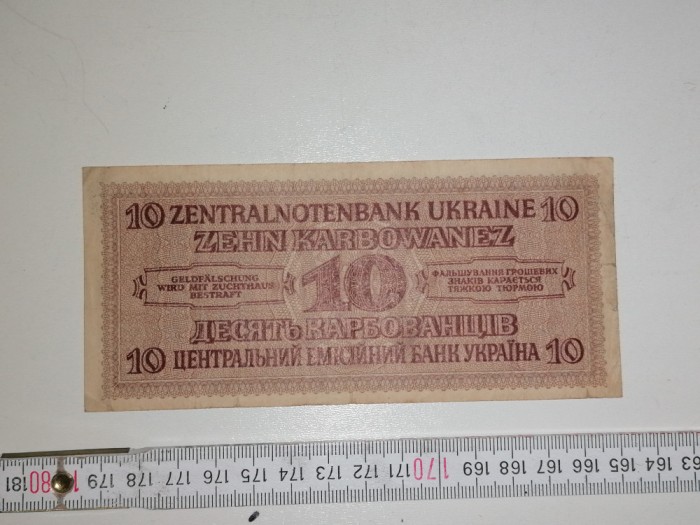 10 ZENTRALNOTENBANK UKRAINE 10
ZEHN KARBOWANEZ
GELDFÄLSCHUNG
WIRD MIT ZUCHTHAUS
BESTRAFT
10
ФАЛЬШУВАННЯ ГРОШЕВИХ
ЗНАКІВ КАРАЄТЬСЯ
ТЯЖКОЮ ТЮРМОЮ
ДЕСЯТЬ КАРБОВАНЦІВ
10 ЦЕНТРАЛЬНИЙ ЕМІСІЙНИЙ БАНК УКРАЇНА 10
181 180 179 178 177 176 175 174 173 172 171 170 169 168 167 166 165 164 163